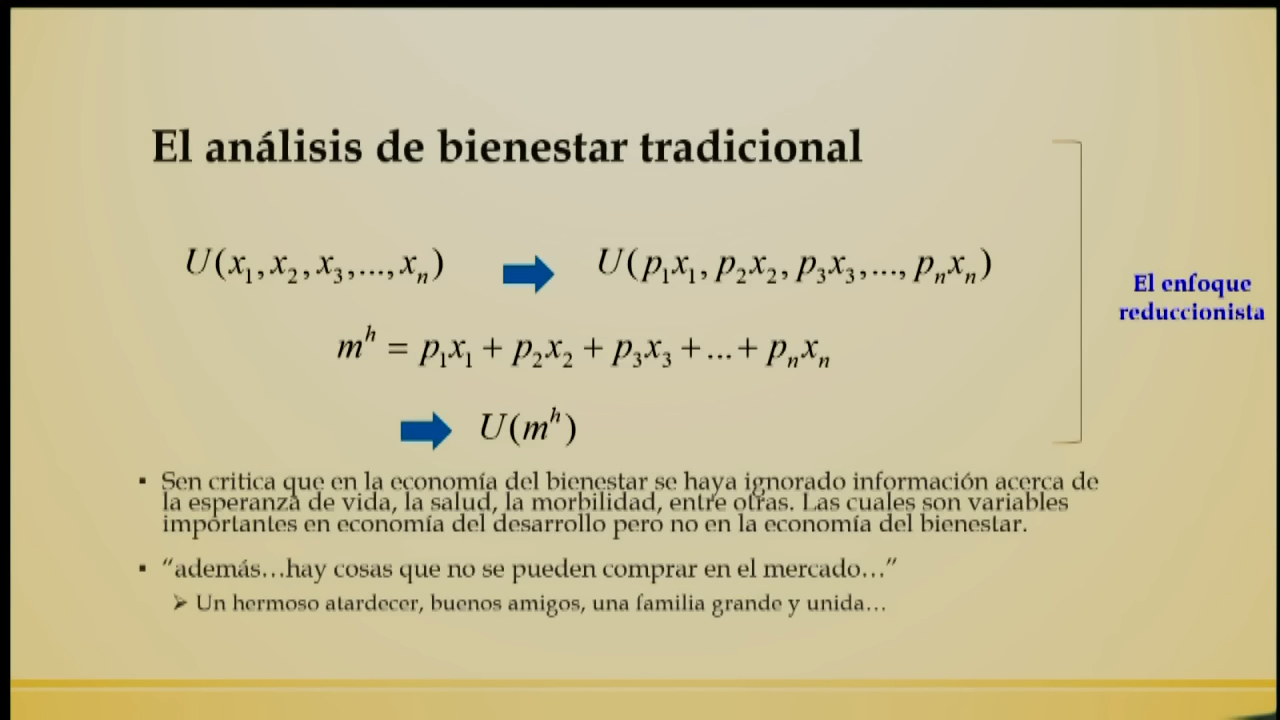 El análisis de bienestar tradicional
U(x₁, x₂, x₃,..., xₙ) U(p₁x₁, p₂x₂, p₃x₃,..., pₙxₙ)
mʰ = p₁x₁ + p₂x₂ + p₃x₃ +...+ pₙxₙ
U(mʰ)
El enfoque
reduccionista
▪ Sen critica que en la economía del bienestar se haya ignorado información acerca de
la esperanza de vida, la salud, la morbilidad, entre otras. Las cuales son variables
importantes en economía del desarrollo pero no en la economía del bienestar.
▪ “además…hay cosas que no se pueden comprar en el mercado…”
➢ Un hermoso atardecer, buenos amigos, una familia grande y unida…